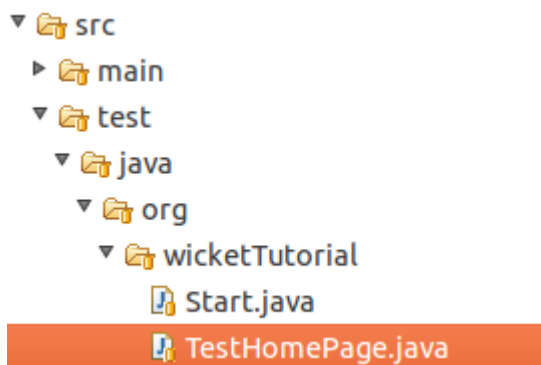 src
main
test
java
org
wicketTutorial
Start.java
TestHomePage.java